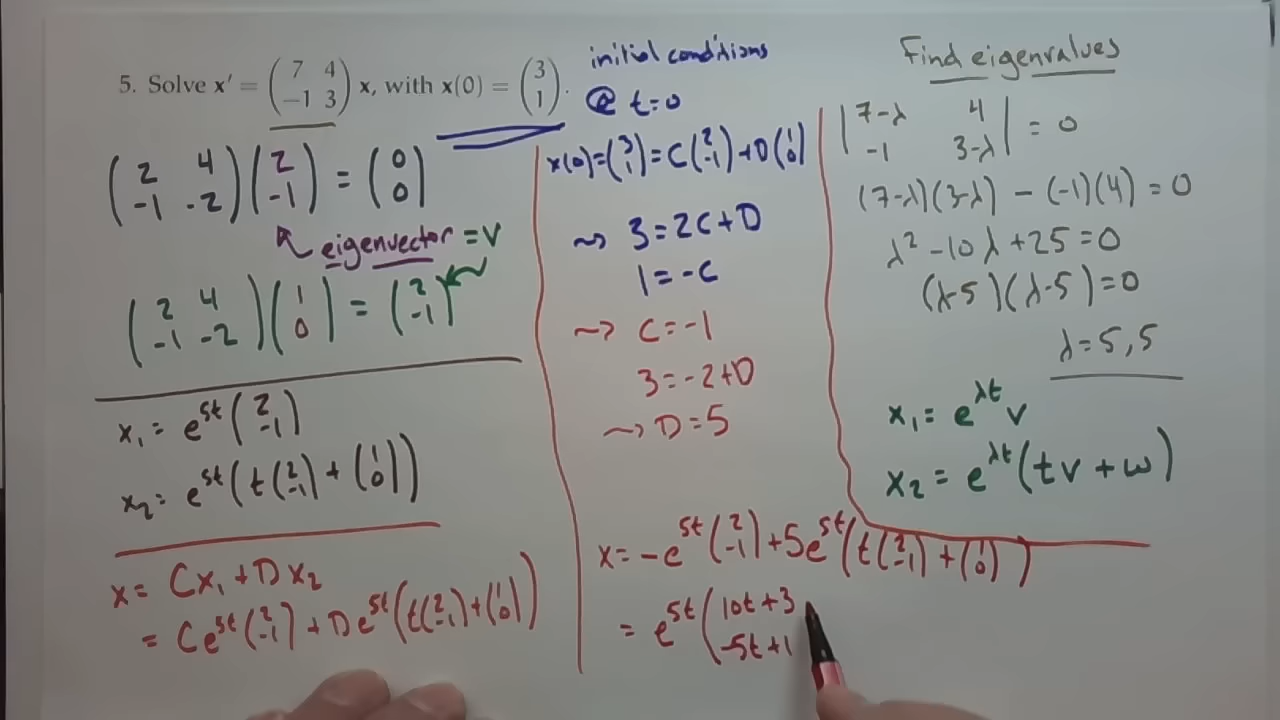 5. Solve x′ = ( 7 4 ; −1 3 ) x, with x(0) = ( 3 ; 1 ).
( 2 4 ; -1 -2 ) ( 2 ; -1 ) = ( 0 ; 0 )
eigenvector = v
( 2 4 ; -1 -2 ) ( 1 ; 0 ) = ( 2 ; -1 )
x₁ = e^{5t} ( 2 ; -1 )
x₂ = e^{5t} ( t ( 2 ; -1 ) + ( 1 ; 0 ) )
x = Cx₁ + Dx₂
= Ce^{5t} ( 2 ; -1 ) + De^{5t} ( t ( 2 ; -1 ) + ( 1 ; 0 ) )
initial conditions
@ t=0
x(0) = ( 3 ; 1 ) = C ( 2 ; -1 ) + D ( 1 ; 0 )
~> 3 = 2C + D
1 = -C
~> C = -1
3 = -2 + D
~> D = 5
x = -e^{5t} ( 2 ; -1 ) + 5e^{5t} ( t ( 2 ; -1 ) + ( 1 ; 0 ) )
= e^{5t} ( 10t + 3 ; -5t + 1
Find eigenvalues
| 7-λ 4 ; -1 3-λ | = 0
(7-λ)(3-λ) - (-1)(4) = 0
λ² - 10λ + 25 = 0
(λ-5)(λ-5) = 0
λ = 5, 5
x₁ = e^{λt} v
x₂ = e^{λt} (tv + w)